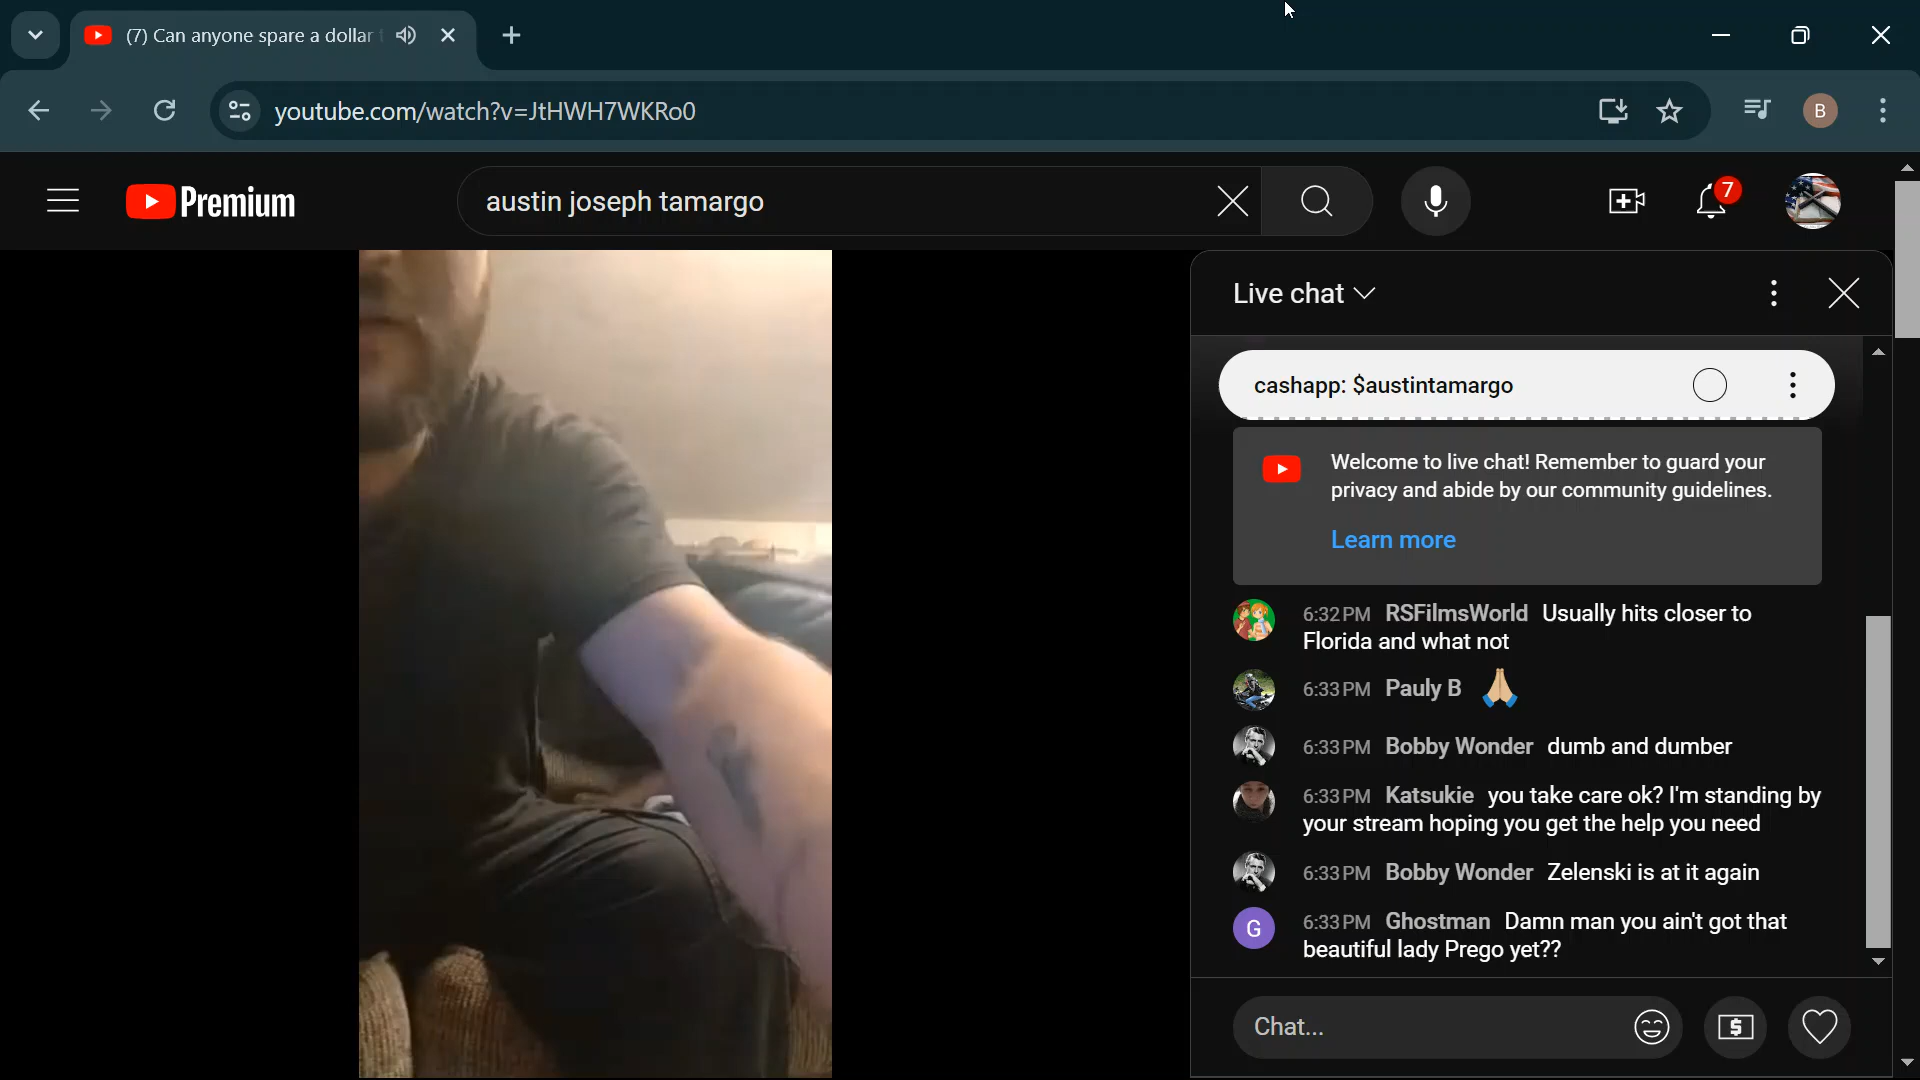 (7) Can anyone spare a dollar
youtube.com/watch?v=JtHWH7WKRo0
B
Premium
austin joseph tamargo
7
Live chat
cashapp: $austintamargo
Welcome to live chat! Remember to guard your
privacy and abide by our community guidelines.
Learn more
6:32 PM RSFilmsWorld Usually hits closer to
Florida and what not
6:33 PM Pauly B 🙏🏼
6:33 PM Bobby Wonder dumb and dumber
6:33 PM Katsukie you take care ok? I'm standing by
your stream hoping you get the help you need
6:33 PM Bobby Wonder Zelenski is at it again
G
6:33 PM Ghostman Damn man you ain't got that
beautiful lady Prego yet??
Chat...
$